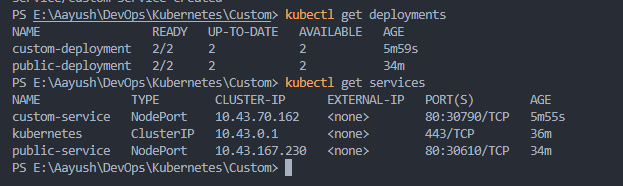 PS E:\Aayush\DevOps\Kubernetes\Custom> kubectl get deployments
NAME READY UP-TO-DATE AVAILABLE AGE
custom-deployment 2/2 2 2 5m59s
public-deployment 2/2 2 2 34m
PS E:\Aayush\DevOps\Kubernetes\Custom> kubectl get services
NAME TYPE CLUSTER-IP EXTERNAL-IP PORT(S) AGE
custom-service NodePort 10.43.70.162 <none> 80:30790/TCP 5m55s
kubernetes ClusterIP 10.43.0.1 <none> 443/TCP 36m
public-service NodePort 10.43.167.230 <none> 80:30610/TCP 34m
PS E:\Aayush\DevOps\Kubernetes\Custom>